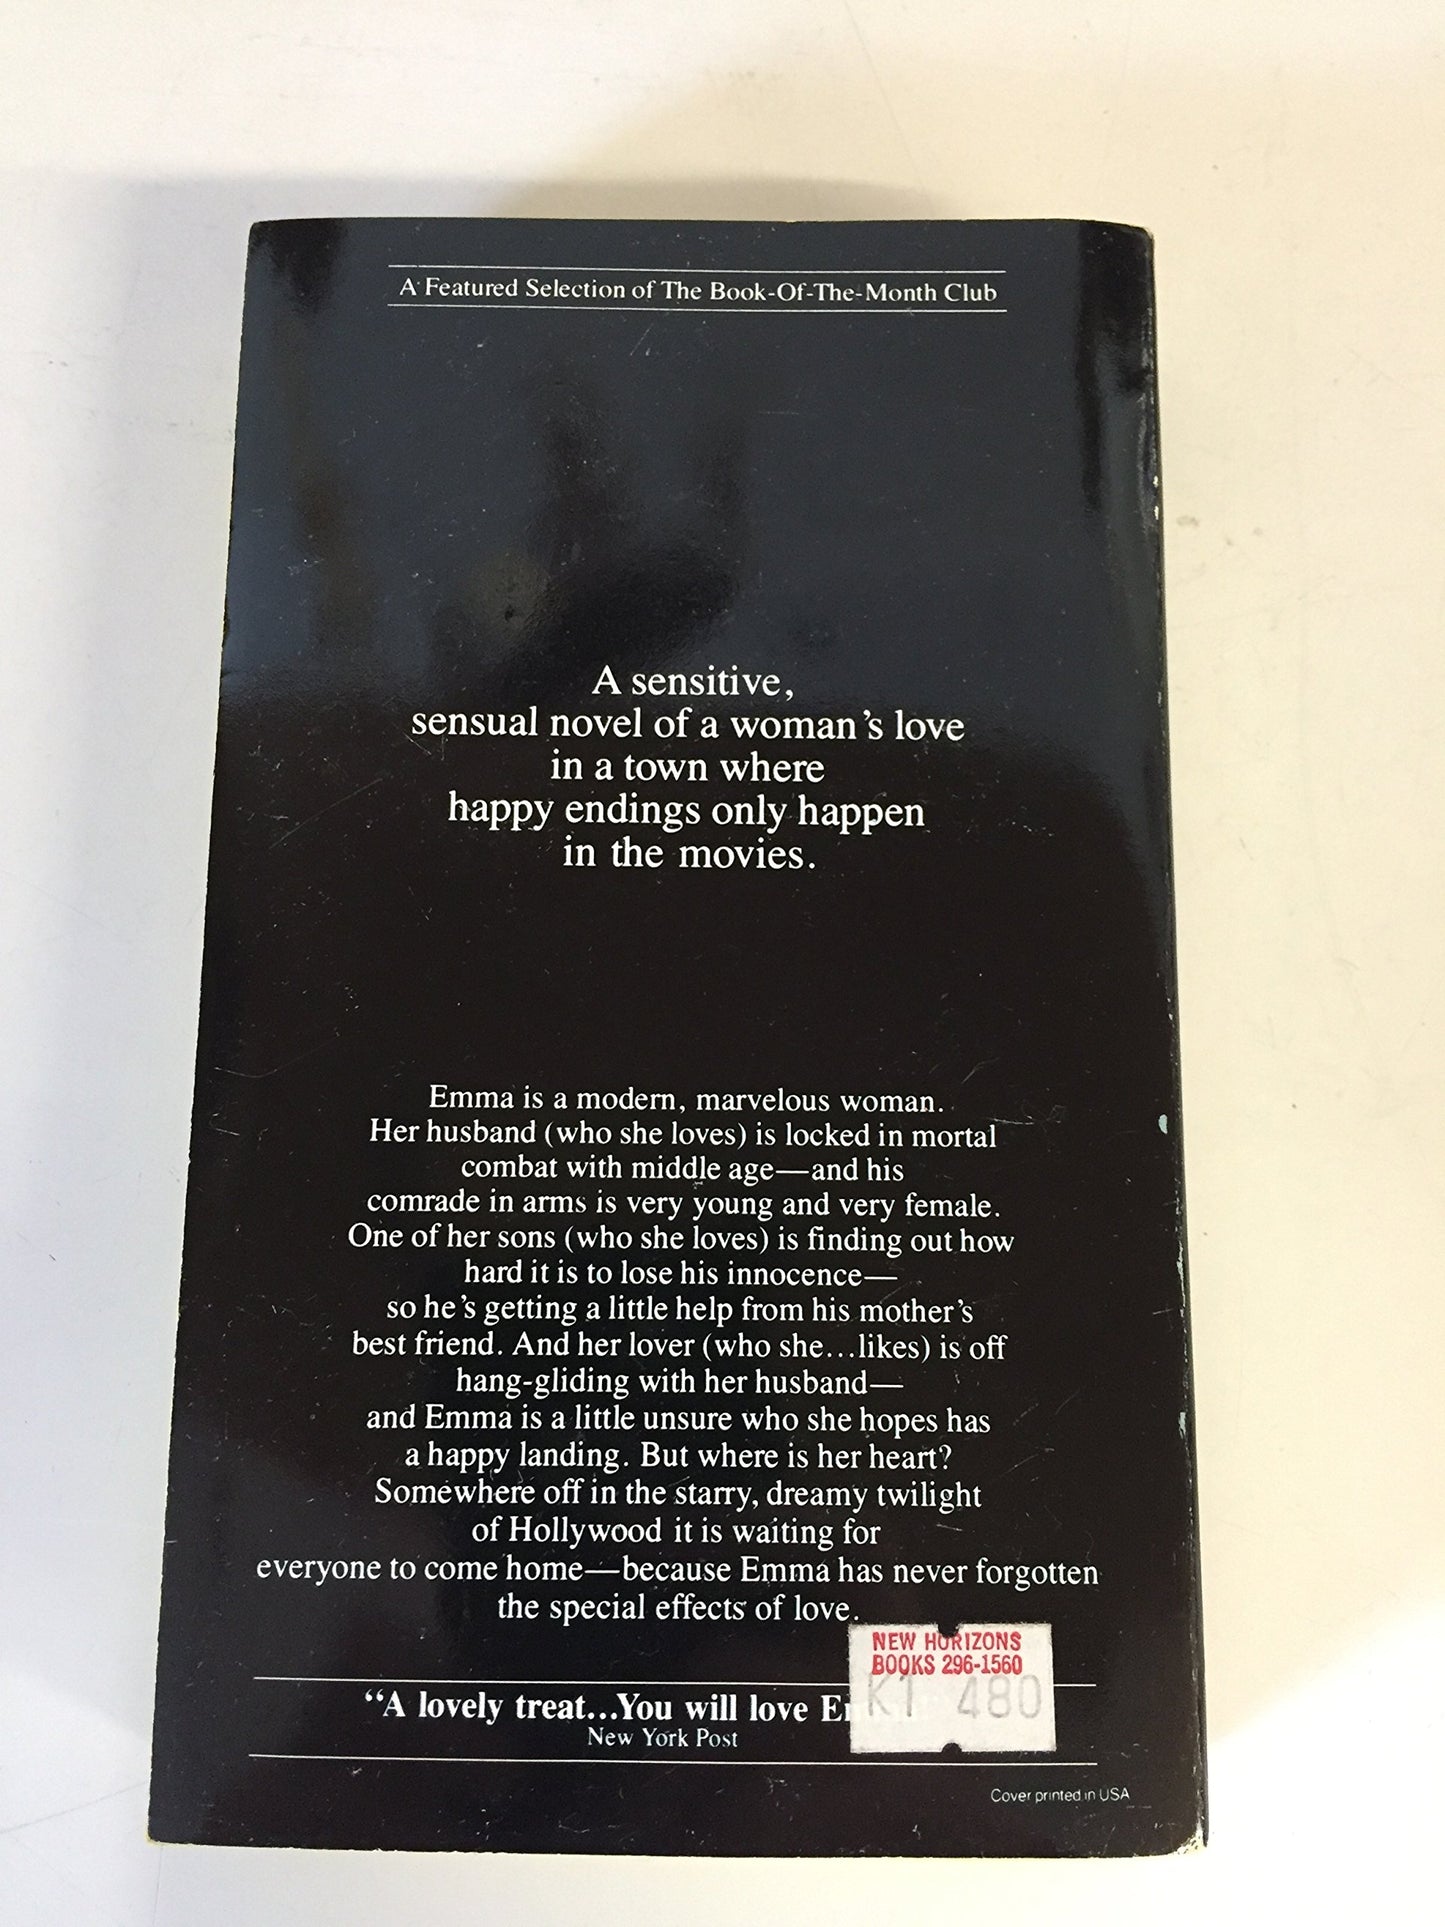 A Featured Selection of The Book-Of-The-Month Club
A sensitive,
sensual novel of a woman's love
in a town where
happy endings only happen
in the movies.
Emma is a modern, marvelous woman.
Her husband (who she loves) is locked in mortal
combat with middle age—and his
comrade in arms is very young and very female.
One of her sons (who she loves) is finding out how
hard it is to lose his innocence—
so he's getting a little help from his mother's
best friend. And her lover (who she...likes) is off
hang-gliding with her husband—
and Emma is a little unsure who she hopes has
a happy landing. But where is her heart?
Somewhere off in the starry, dreamy twilight
of Hollywood it is waiting for
everyone to come home—because Emma has never forgotten
the special effects of love.
NEW HORIZONS
BOOKS 296-1560
K1 480
“A lovely treat...You will love
New York Post
Cover printed in USA